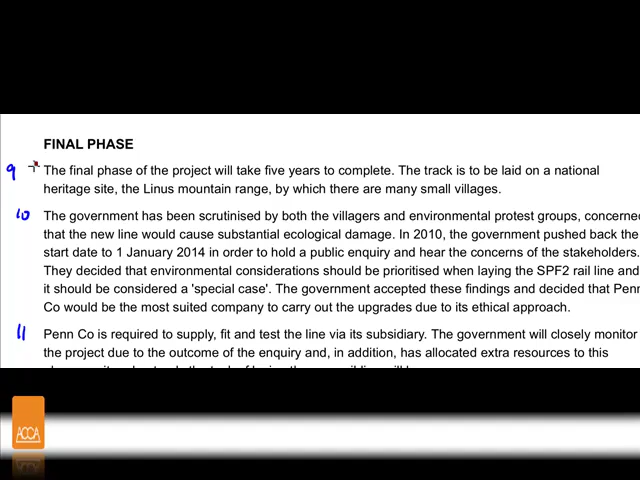 FINAL PHASE
9 The final phase of the project will take five years to complete. The track is to be laid on a national
heritage site, the Linus mountain range, by which there are many small villages.
10 The government has been scrutinised by both the villagers and environmental protest groups, concerne
that the new line would cause substantial ecological damage. In 2010, the government pushed back the
start date to 1 January 2014 in order to hold a public enquiry and hear the concerns of the stakeholders.
They decided that environmental considerations should be prioritised when laying the SPF2 rail line and
it should be considered a 'special case'. The government accepted these findings and decided that Penn
Co would be the most suited company to carry out the upgrades due to its ethical approach.
11 Penn Co is required to supply, fit and test the line via its subsidiary. The government will closely monitor
the project due to the outcome of the enquiry and, in addition, has allocated extra resources to this
ACCA